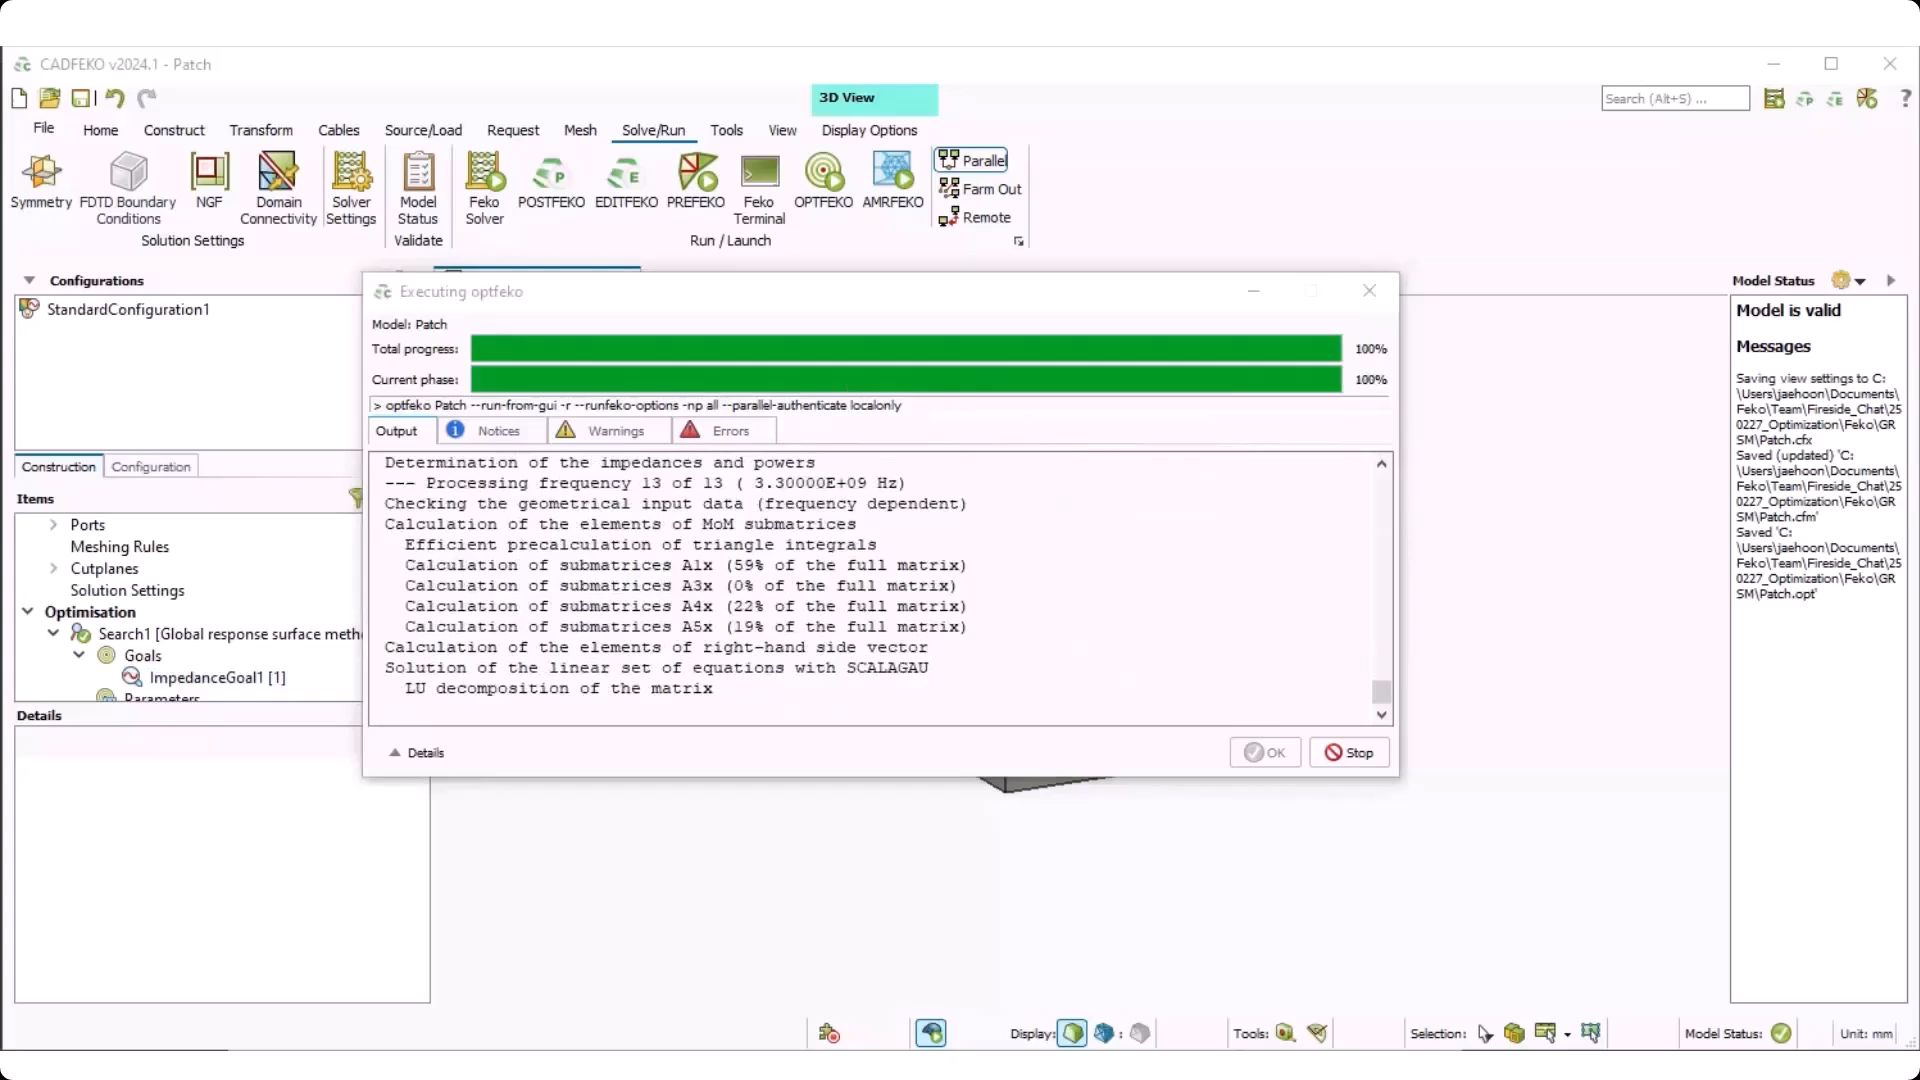 CADFEKO v2024.1 - Patch
3D View
Search (Alt+S) ...
File
Home
Construct
Transform
Cables
Source/Load
Request
Mesh
Solve/Run
Tools
View
Display Options
Symmetry
FDTD Boundary
Conditions
NGF
Domain
Connectivity
Solver
Settings
Model
Status
Feko
Solver
POSTFEKO
EDITFEKO
PREFEKO
Feko
Terminal
OPTFEKO
AMRFEKO
Parallel
Farm Out
Remote
Solution Settings
Validate
Run / Launch
Configurations
StandardConfiguration1
Construction
Configuration
Items
Ports
Meshing Rules
Cutplanes
Solution Settings
Optimisation
Search1 [Global response surface meth
Goals
ImpedanceGoal1 [1]
Parameters
Details
Executing optfeko
Model: Patch
Total progress:
100%
Current phase:
100%
> optfeko Patch --run-from-gui -r --runfeko-options -np all --parallel-authenticate localonly
Output
Notices
Warnings
Errors
Determination of the impedances and powers
--- Processing frequency 13 of 13 ( 3.30000E+09 Hz)
Checking the geometrical input data (frequency dependent)
Calculation of the elements of MoM submatrices
Efficient precalculation of triangle integrals
Calculation of submatrices A1x (59% of the full matrix)
Calculation of submatrices A3x (0% of the full matrix)
Calculation of submatrices A4x (22% of the full matrix)
Calculation of submatrices A5x (19% of the full matrix)
Calculation of the elements of right-hand side vector
Solution of the linear set of equations with SCALAGAU
LU decomposition of the matrix
Details
OK
Stop
Model Status
Model is valid
Messages
Saving view settings to C:
\Users\jaehoon\Documents\
Feko\Team\Fireside_Chat\25
0227_Optimization\Feko\GR
SM\Patch.cfx
Saved (updated) 'C:
\Users\jaehoon\Documents\
Feko\Team\Fireside_Chat\25
0227_Optimization\Feko\GR
SM\Patch.cfm'
Saved 'C:
\Users\jaehoon\Documents\
Feko\Team\Fireside_Chat\25
0227_Optimization\Feko\GR
SM\Patch.opt'
Display:
Tools:
Selection:
Model Status:
Unit: mm